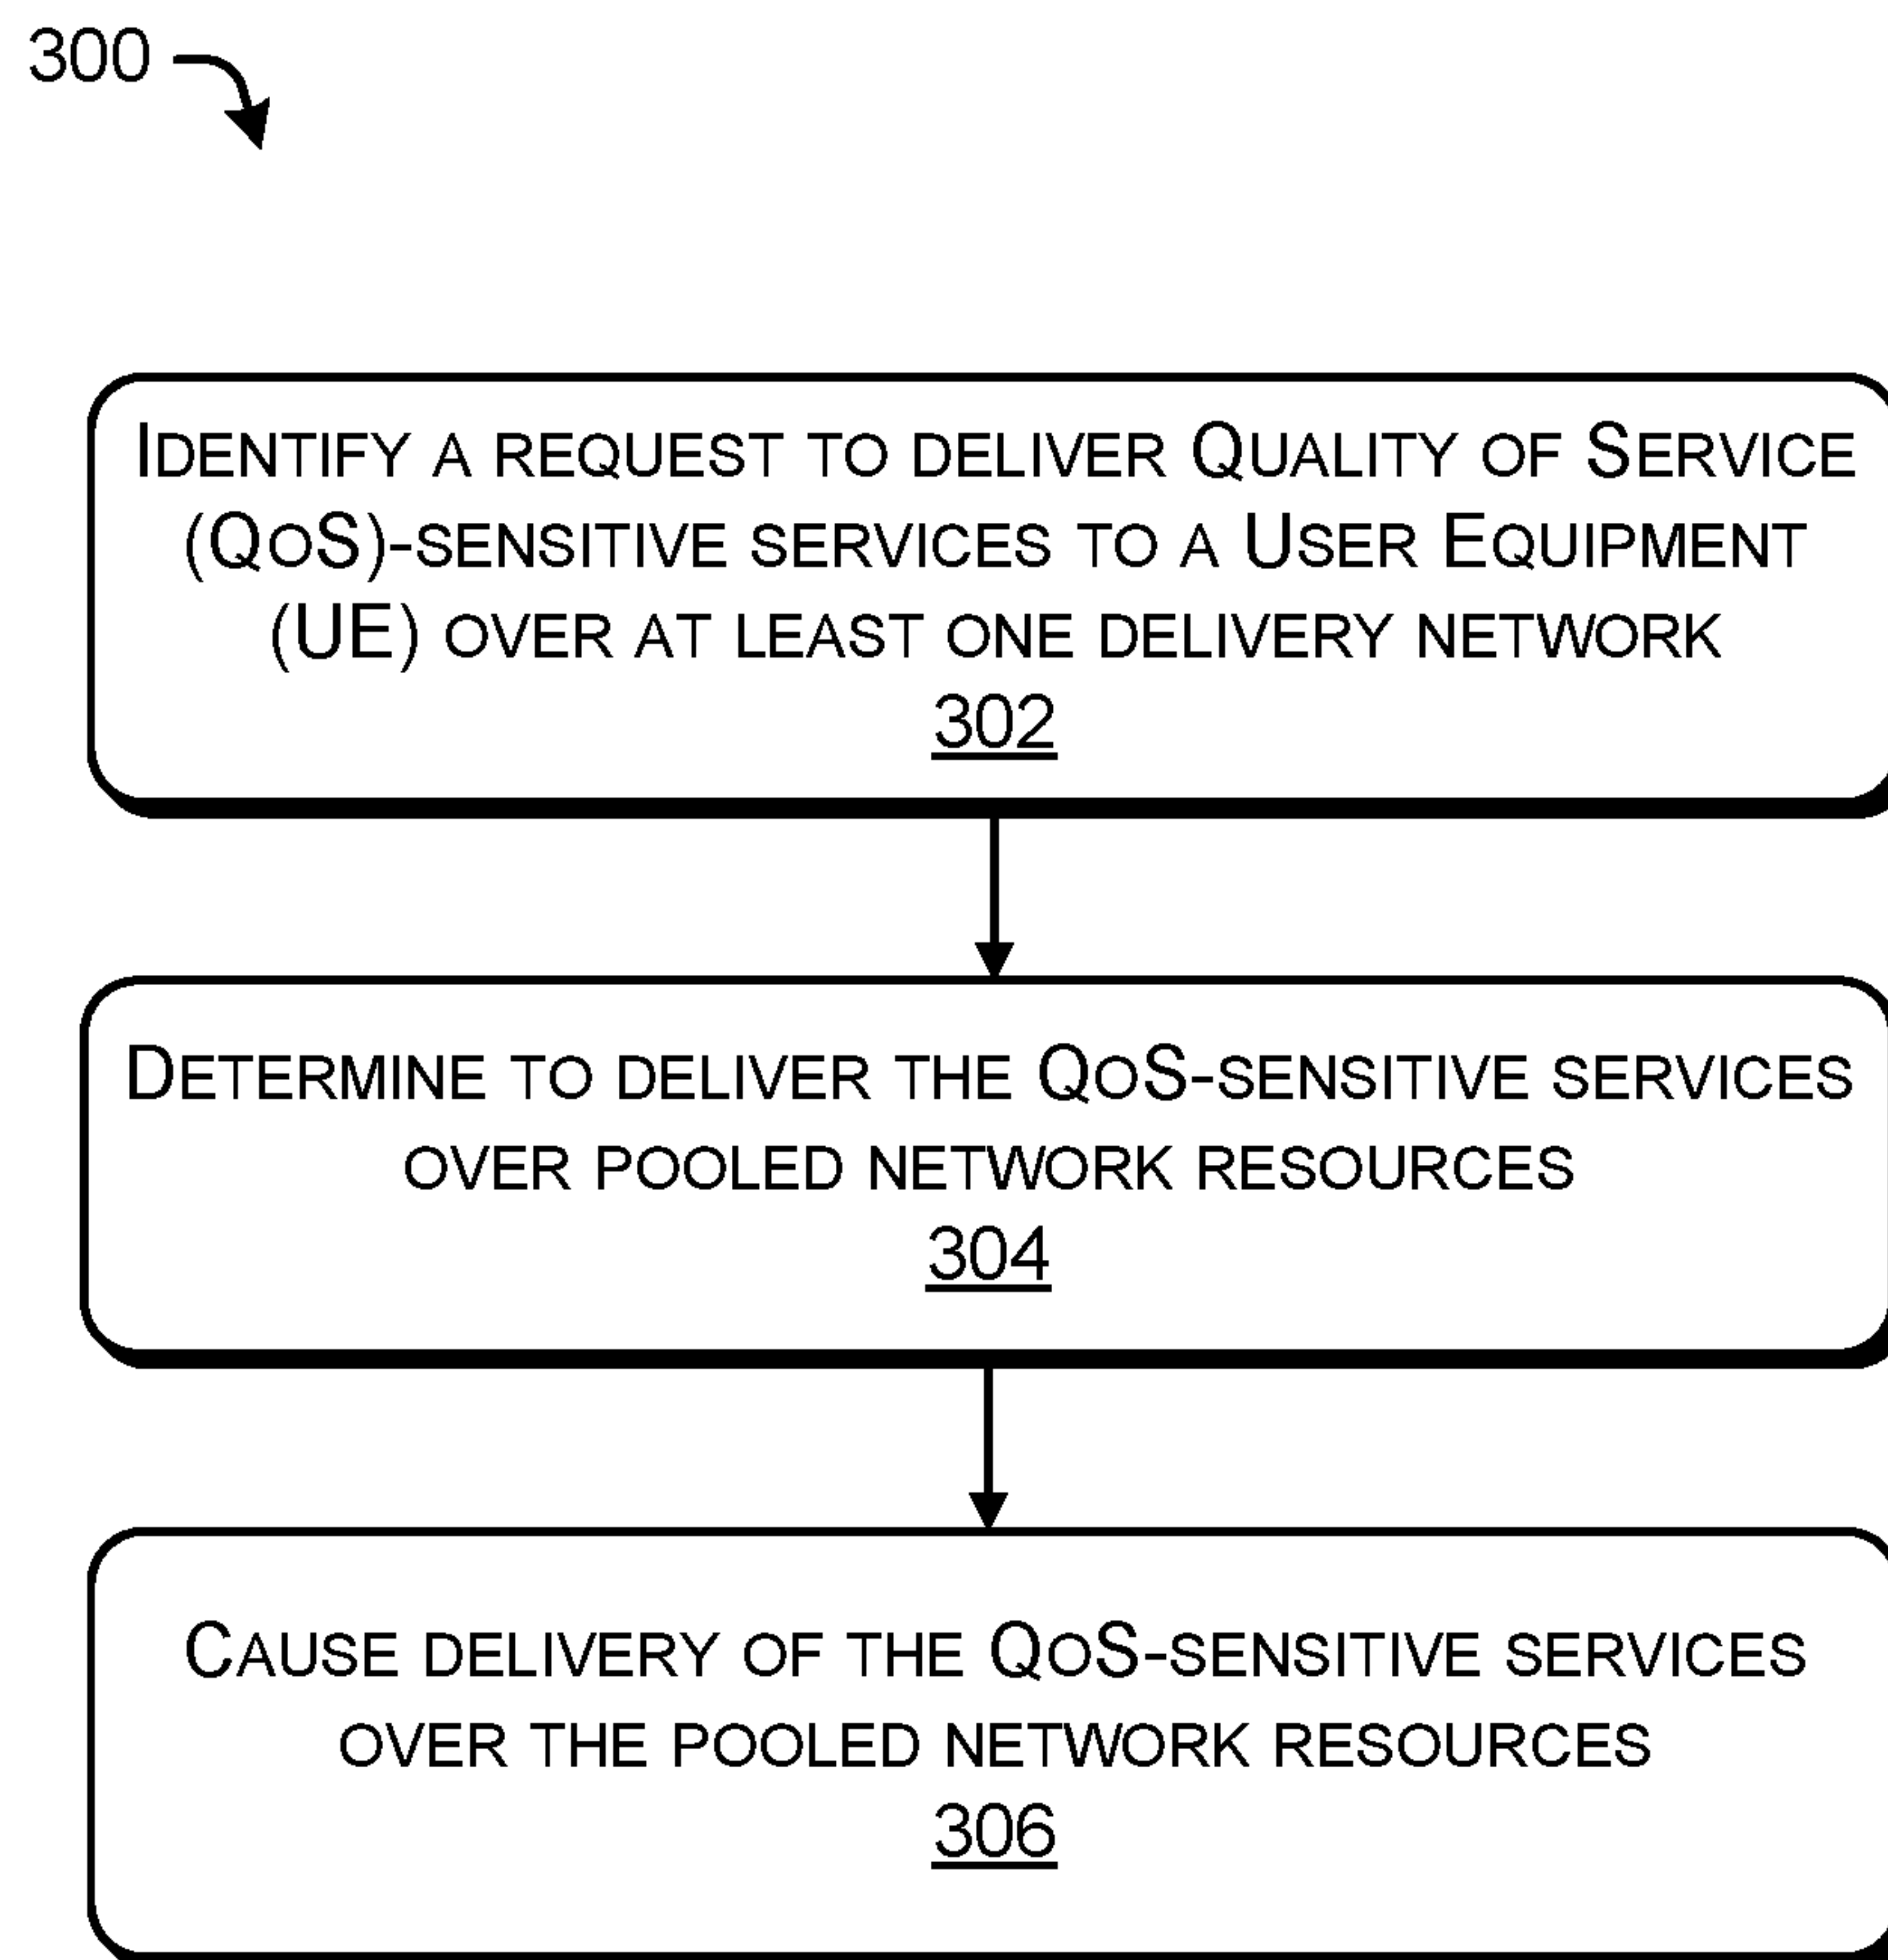 300
IDENTIFY A REQUEST TO DELIVER QUALITY OF SERVICE
(QOS)-SENSITIVE SERVICES TO A USER EQUIPMENT
(UE) OVER AT LEAST ONE DELIVERY NETWORK
302
DETERMINE TO DELIVER THE QOS-SENSITIVE SERVICES
OVER POOLED NETWORK RESOURCES
304
CAUSE DELIVERY OF THE QOS-SENSITIVE SERVICES
OVER THE POOLED NETWORK RESOURCES
306